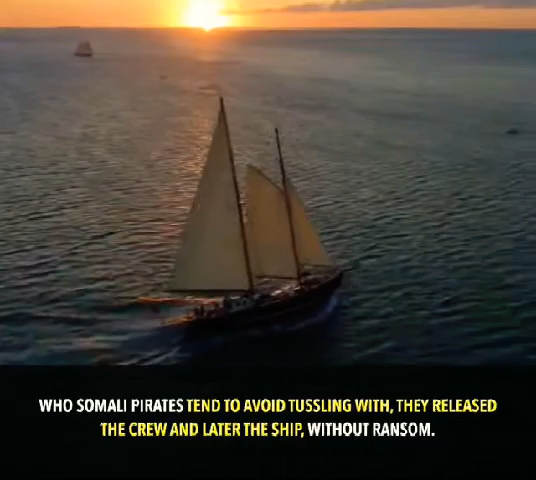 WHO SOMALI PIRATES TEND TO AVOID TUSSLING WITH, THEY RELEASED
THE CREW AND LATER THE SHIP, WITHOUT RANSOM.